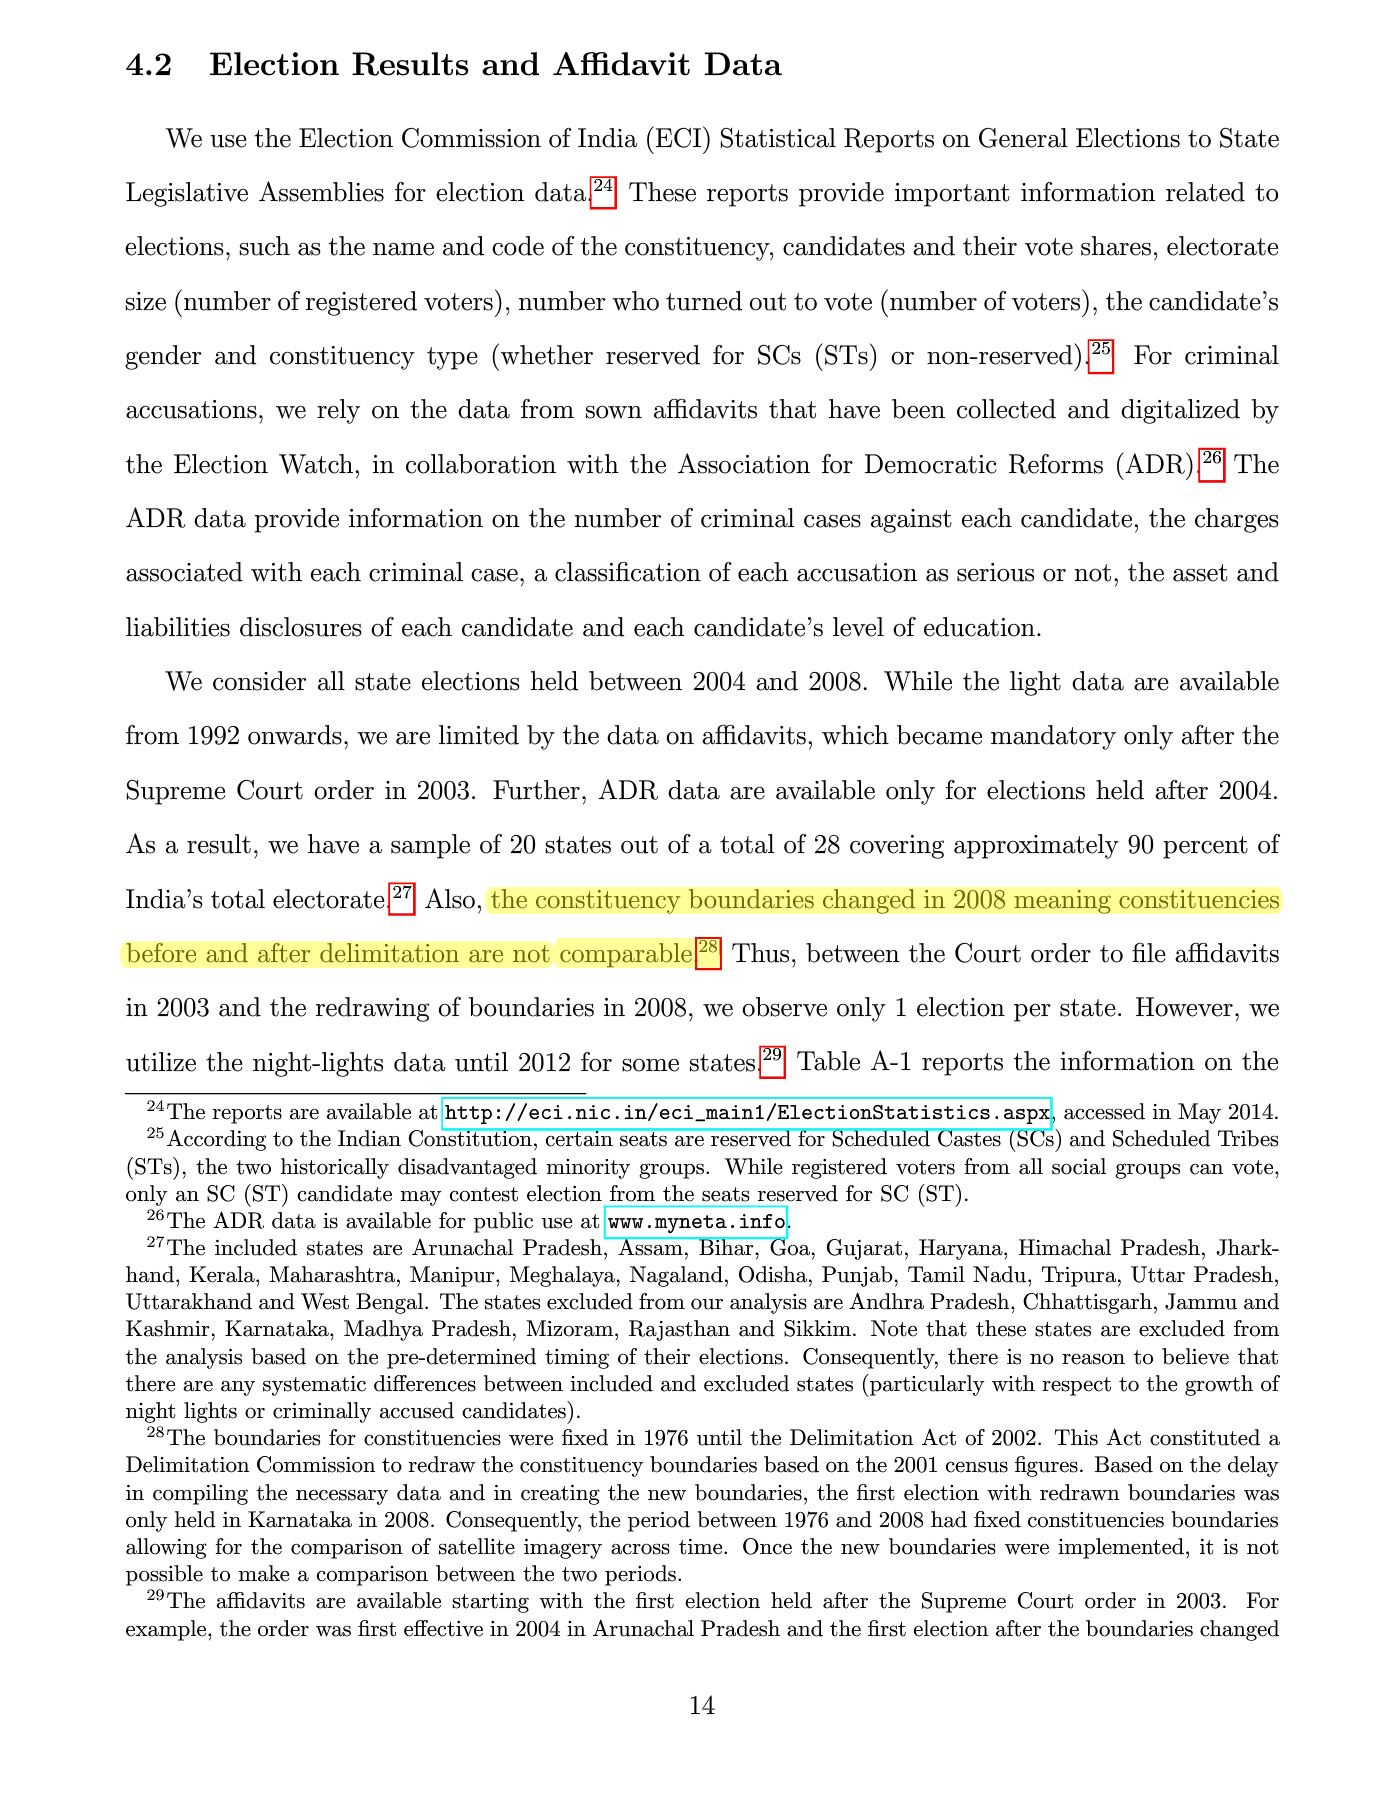 4.2 Election Results and Affidavit Data
We use the Election Commission of India (ECI) Statistical Reports on General Elections to State
Legislative Assemblies for election data.24 These reports provide important information related to
elections, such as the name and code of the constituency, candidates and their vote shares, electorate
size (number of registered voters), number who turned out to vote (number of voters), the candidate's
gender and constituency type (whether reserved for SCs (STs) or non-reserved).25 For criminal
accusations, we rely on the data from sown affidavits that have been collected and digitalized by
the Election Watch, in collaboration with the Association for Democratic Reforms (ADR).26 The
ADR data provide information on the number of criminal cases against each candidate, the charges
associated with each criminal case, a classification of each accusation as serious or not, the asset and
liabilities disclosures of each candidate and each candidate's level of education.
We consider all state elections held between 2004 and 2008. While the light data are available
from 1992 onwards, we are limited by the data on affidavits, which became mandatory only after the
Supreme Court order in 2003. Further, ADR data are available only for elections held after 2004.
As a result, we have a sample of 20 states out of a total of 28 covering approximately 90 percent of
India's total electorate.27 Also, the constituency boundaries changed in 2008 meaning constituencies
before and after delimitation are not comparable.28 Thus, between the Court order to file affidavits
in 2003 and the redrawing of boundaries in 2008, we observe only 1 election per state. However, we
utilize the night-lights data until 2012 for some states.29 Table A-1 reports the information on the
24The reports are available at http://eci.nic.in/eci_main1/ElectionStatistics.aspx, accessed in May 2014.
25According to the Indian Constitution, certain seats are reserved for Scheduled Castes (SCs) and Scheduled Tribes
(STs), the two historically disadvantaged minority groups. While registered voters from all social groups can vote,
only an SC (ST) candidate may contest election from the seats reserved for SC (ST).
26The ADR data is available for public use at www.myneta.info.
27The included states are Arunachal Pradesh, Assam, Bihar, Goa, Gujarat, Haryana, Himachal Pradesh, Jhark-
hand, Kerala, Maharashtra, Manipur, Meghalaya, Nagaland, Odisha, Punjab, Tamil Nadu, Tripura, Uttar Pradesh,
Uttarakhand and West Bengal. The states excluded from our analysis are Andhra Pradesh, Chhattisgarh, Jammu and
Kashmir, Karnataka, Madhya Pradesh, Mizoram, Rajasthan and Sikkim. Note that these states are excluded from
the analysis based on the pre-determined timing of their elections. Consequently, there is no reason to believe that
there are any systematic differences between included and excluded states (particularly with respect to the growth of
night lights or criminally accused candidates).
28The boundaries for constituencies were fixed in 1976 until the Delimitation Act of 2002. This Act constituted a
Delimitation Commission to redraw the constituency boundaries based on the 2001 census figures. Based on the delay
in compiling the necessary data and in creating the new boundaries, the first election with redrawn boundaries was
only held in Karnataka in 2008. Consequently, the period between 1976 and 2008 had fixed constituencies boundaries
allowing for the comparison of satellite imagery across time. Once the new boundaries were implemented, it is not
possible to make a comparison between the two periods.
29The affidavits are available starting with the first election held after the Supreme Court order in 2003. For
example, the order was first effective in 2004 in Arunachal Pradesh and the first election after the boundaries changed
14